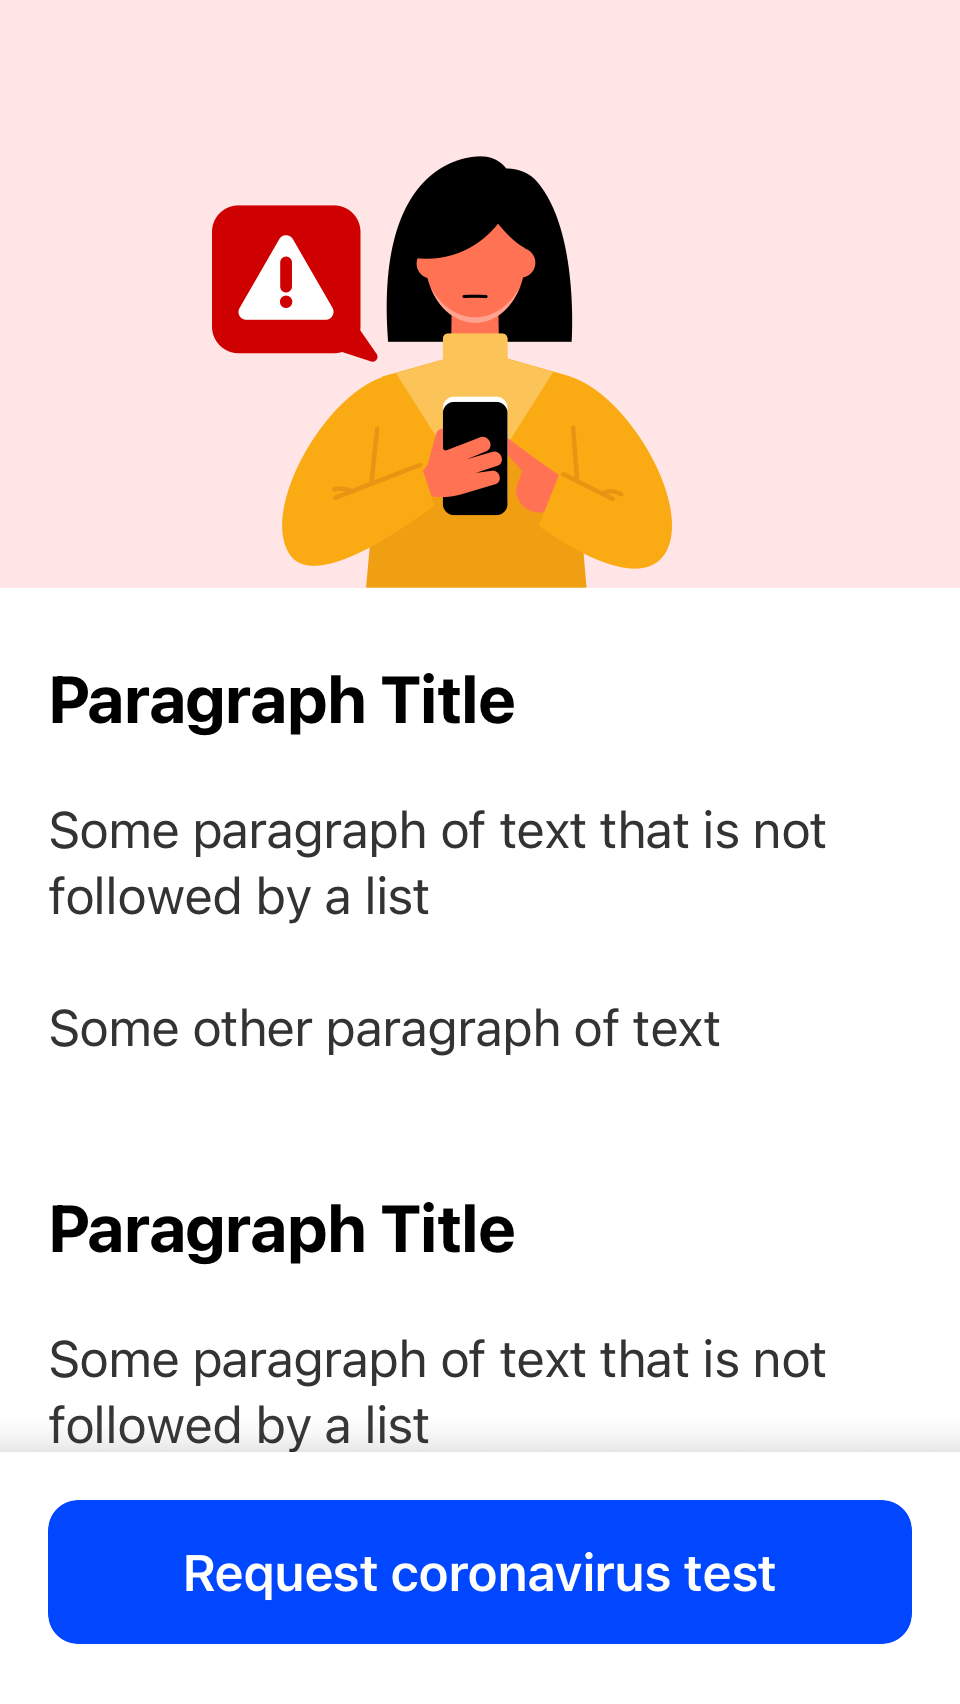 Paragraph Title
Some paragraph of text that is not
followed by a list
Some other paragraph of text
Paragraph Title
Some paragraph of text that is not
followed by a list
Request coronavirus test